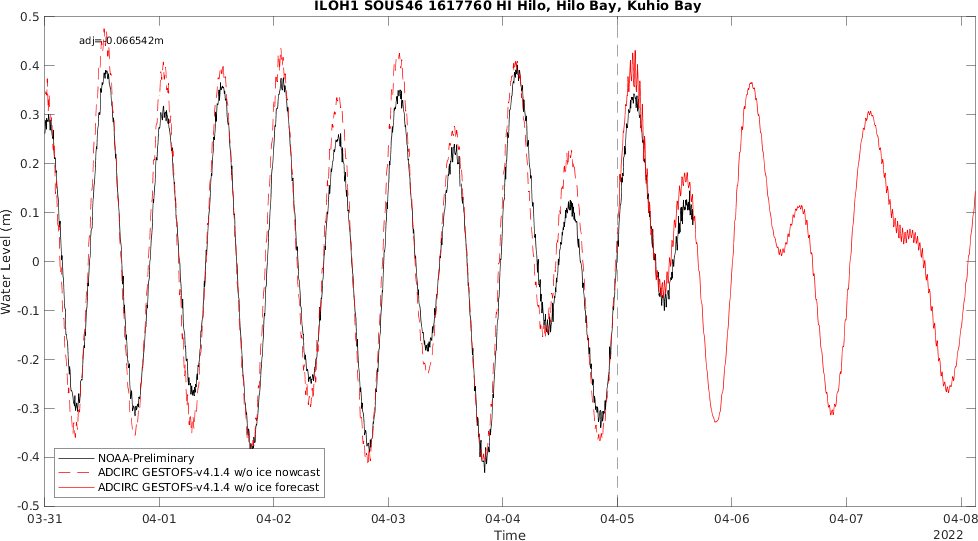 ILOH1 SOUS46 1617760 HI Hilo, Hilo Bay, Kuhio Bay
adj=-0.066542m
Water Level (m)
0.5
0.4
0.3
0.2
0.1
0
-0.1
-0.2
-0.3
-0.4
-0.5
NOAA-Preliminary
ADCIRC GESTOFS-v4.1.4 w/o ice nowcast
ADCIRC GESTOFS-v4.1.4 w/o ice forecast
03-31 04-01 04-02 04-03 04-04 04-05 04-06 04-07 04-08
Time
2022